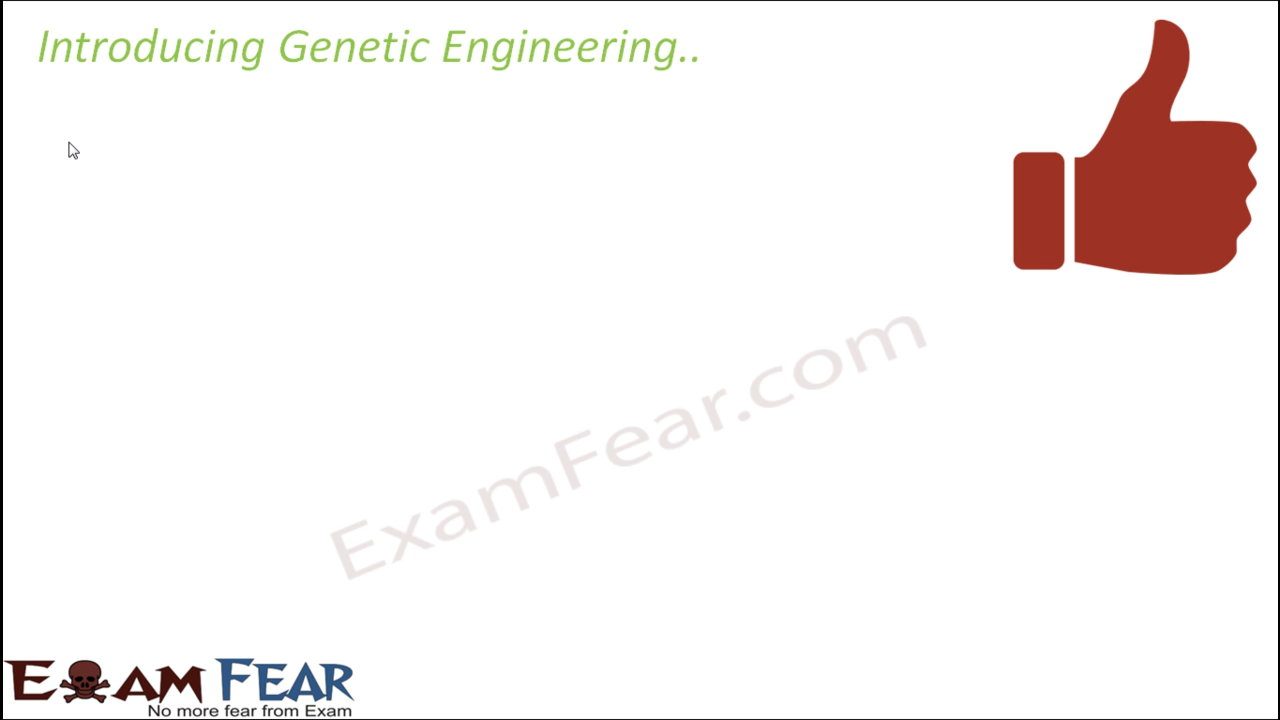 Introducing Genetic Engineering..
ExamFear.com
EXAM FEAR
No more fear from Exam